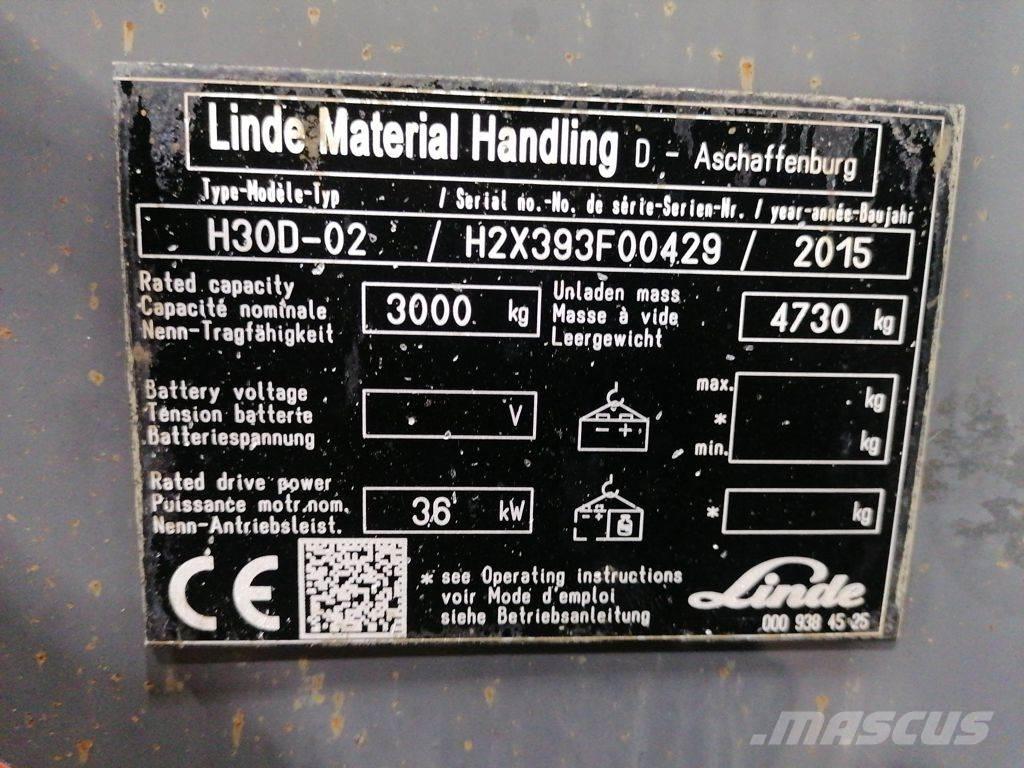 Linde Material Handling D - Aschaffenburg
Type-Modèle-Typ / Serial no.-No. de série-Serien-Nr. / year-année-Baujahr
H30D-02 / H2X393F00429 / 2015
Rated capacity
Capacité nominale
Nenn-Tragfähigkeit
3000 kg
Unladen mass
Masse à vide
Leergewicht
4730 kg
Battery voltage
Tension batterie
Batteriespannung
V
- +
max. kg
*
min. kg
Rated drive power
Puissance motr.nom.
Nenn-Antriebsleist.
36 kW
- +
* kg
CE
* see Operating instructions
voir Mode d'emploi
siehe Betriebsanleitung
Linde
000 938 45 25
MASCUS